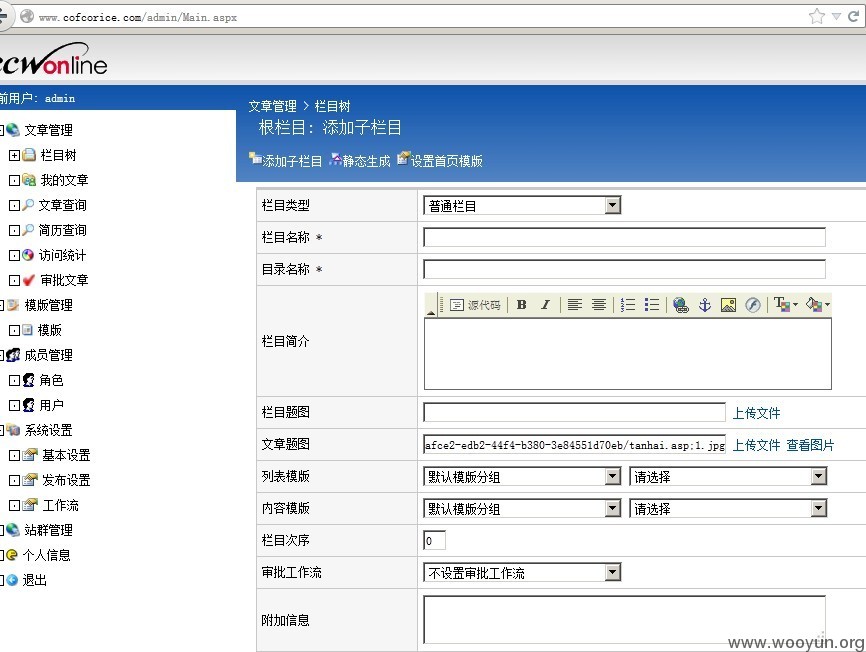 www.cofcorice.com/admin/Main.aspx
ccwonline
前用户: admin
文章管理
栏目树
我的文章
文章查询
简历查询
访问统计
审批文章
模版管理
模版
成员管理
角色
用户
系统设置
基本设置
发布设置
工作流
站群管理
个人信息
退出
文章管理 > 栏目树
根栏目: 添加子栏目
添加子栏目 静态生成 设置首页模版
栏目类型 普通栏目
栏目名称 *
目录名称 *
源代码 B I
栏目简介
栏目题图 上传文件
文章题图 afce2-edb2-44f4-b380-3e84551d70eb/tanhai.asp;1.jpg 上传文件 查看图片
列表模版 默认模版分组 请选择
内容模版 默认模版分组 请选择
栏目次序 0
审批工作流 不设置审批工作流
附加信息
www.wooyun.org